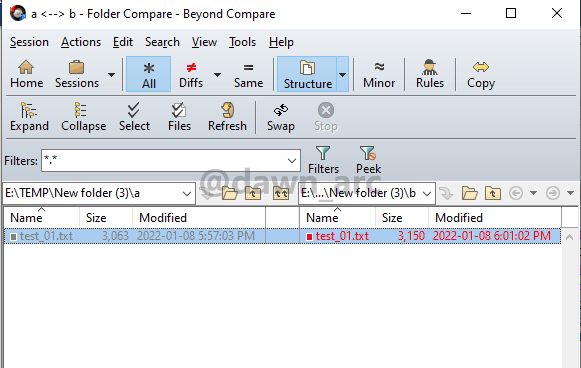 a <--> b - Folder Compare - Beyond Compare
Session Actions Edit Search View Tools Help
Home Sessions All Diffs Same Structure Minor Rules Copy
Expand Collapse Select Files Refresh Swap Stop
Filters: *.* Filters Peek
@dawn_arc
E:\TEMP\New folder (3)\a E:\...\New folder (3)\b
Name Size Modified Name Size Modified
test_01.txt 3,063 2022-01-08 5:57:03 PM test_01.txt 3,150 2022-01-08 6:01:02 PM